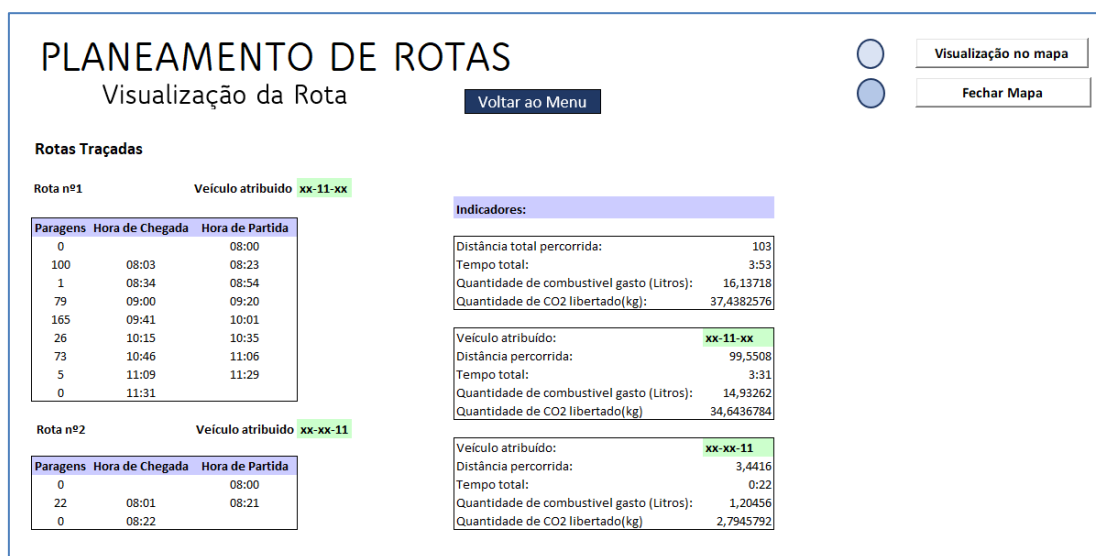 PLANEAMENTO DE ROTAS
Visualização da Rota
Voltar ao Menu
Visualização no mapa
Fechar Mapa
Rotas Traçadas
Rota nº1 Veículo atribuido xx-11-xx
Paragens Hora de Chegada Hora de Partida
0 08:00
100 08:03 08:23
1 08:34 08:54
79 09:00 09:20
165 09:41 10:01
26 10:15 10:35
73 10:46 11:06
5 11:09 11:29
0 11:31
Rota nº2 Veículo atribuido xx-xx-11
Paragens Hora de Chegada Hora de Partida
0 08:00
22 08:01 08:21
0 08:22
Indicadores:
Distância total percorrida: 103
Tempo total: 3:53
Quantidade de combustivel gasto (Litros): 16,13718
Quantidade de CO2 libertado(kg): 37,4382576
Veículo atribuído: xx-11-xx
Distância percorrida: 99,5508
Tempo total: 3:31
Quantidade de combustivel gasto (Litros): 14,93262
Quantidade de CO2 libertado(kg) 34,6436784
Veículo atribuído: xx-xx-11
Distância percorrida: 3,4416
Tempo total: 0:22
Quantidade de combustivel gasto (Litros): 1,20456
Quantidade de CO2 libertado(kg) 2,7945792